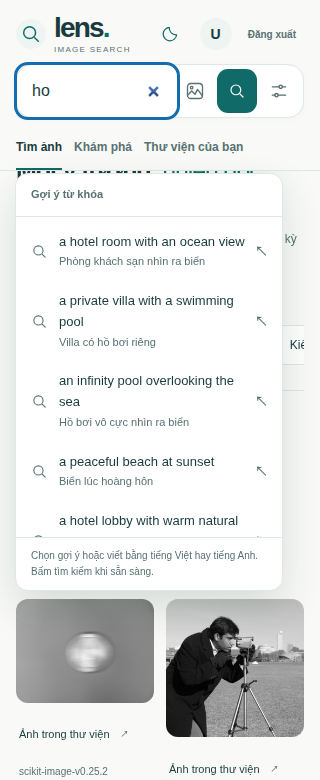 lens.
IMAGE SEARCH
U
Đăng xuất
ho
Tìm ảnh
Khám phá
Thư viện của bạn
Gợi ý từ khóa
kỳ
a hotel room with an ocean view
Phòng khách sạn nhìn ra biển
a private villa with a swimming
pool
Villa có hồ bơi riêng
Kiế
an infinity pool overlooking the
sea
Hồ bơi vô cực nhìn ra biển
a peaceful beach at sunset
Biển lúc hoàng hôn
a hotel lobby with warm natural
Chọn gợi ý hoặc viết bằng tiếng Việt hay tiếng Anh.
Bấm tìm kiếm khi sẵn sàng.
Ảnh trong thư viện
Ảnh trong thư viện
scikit-image-v0.25.2